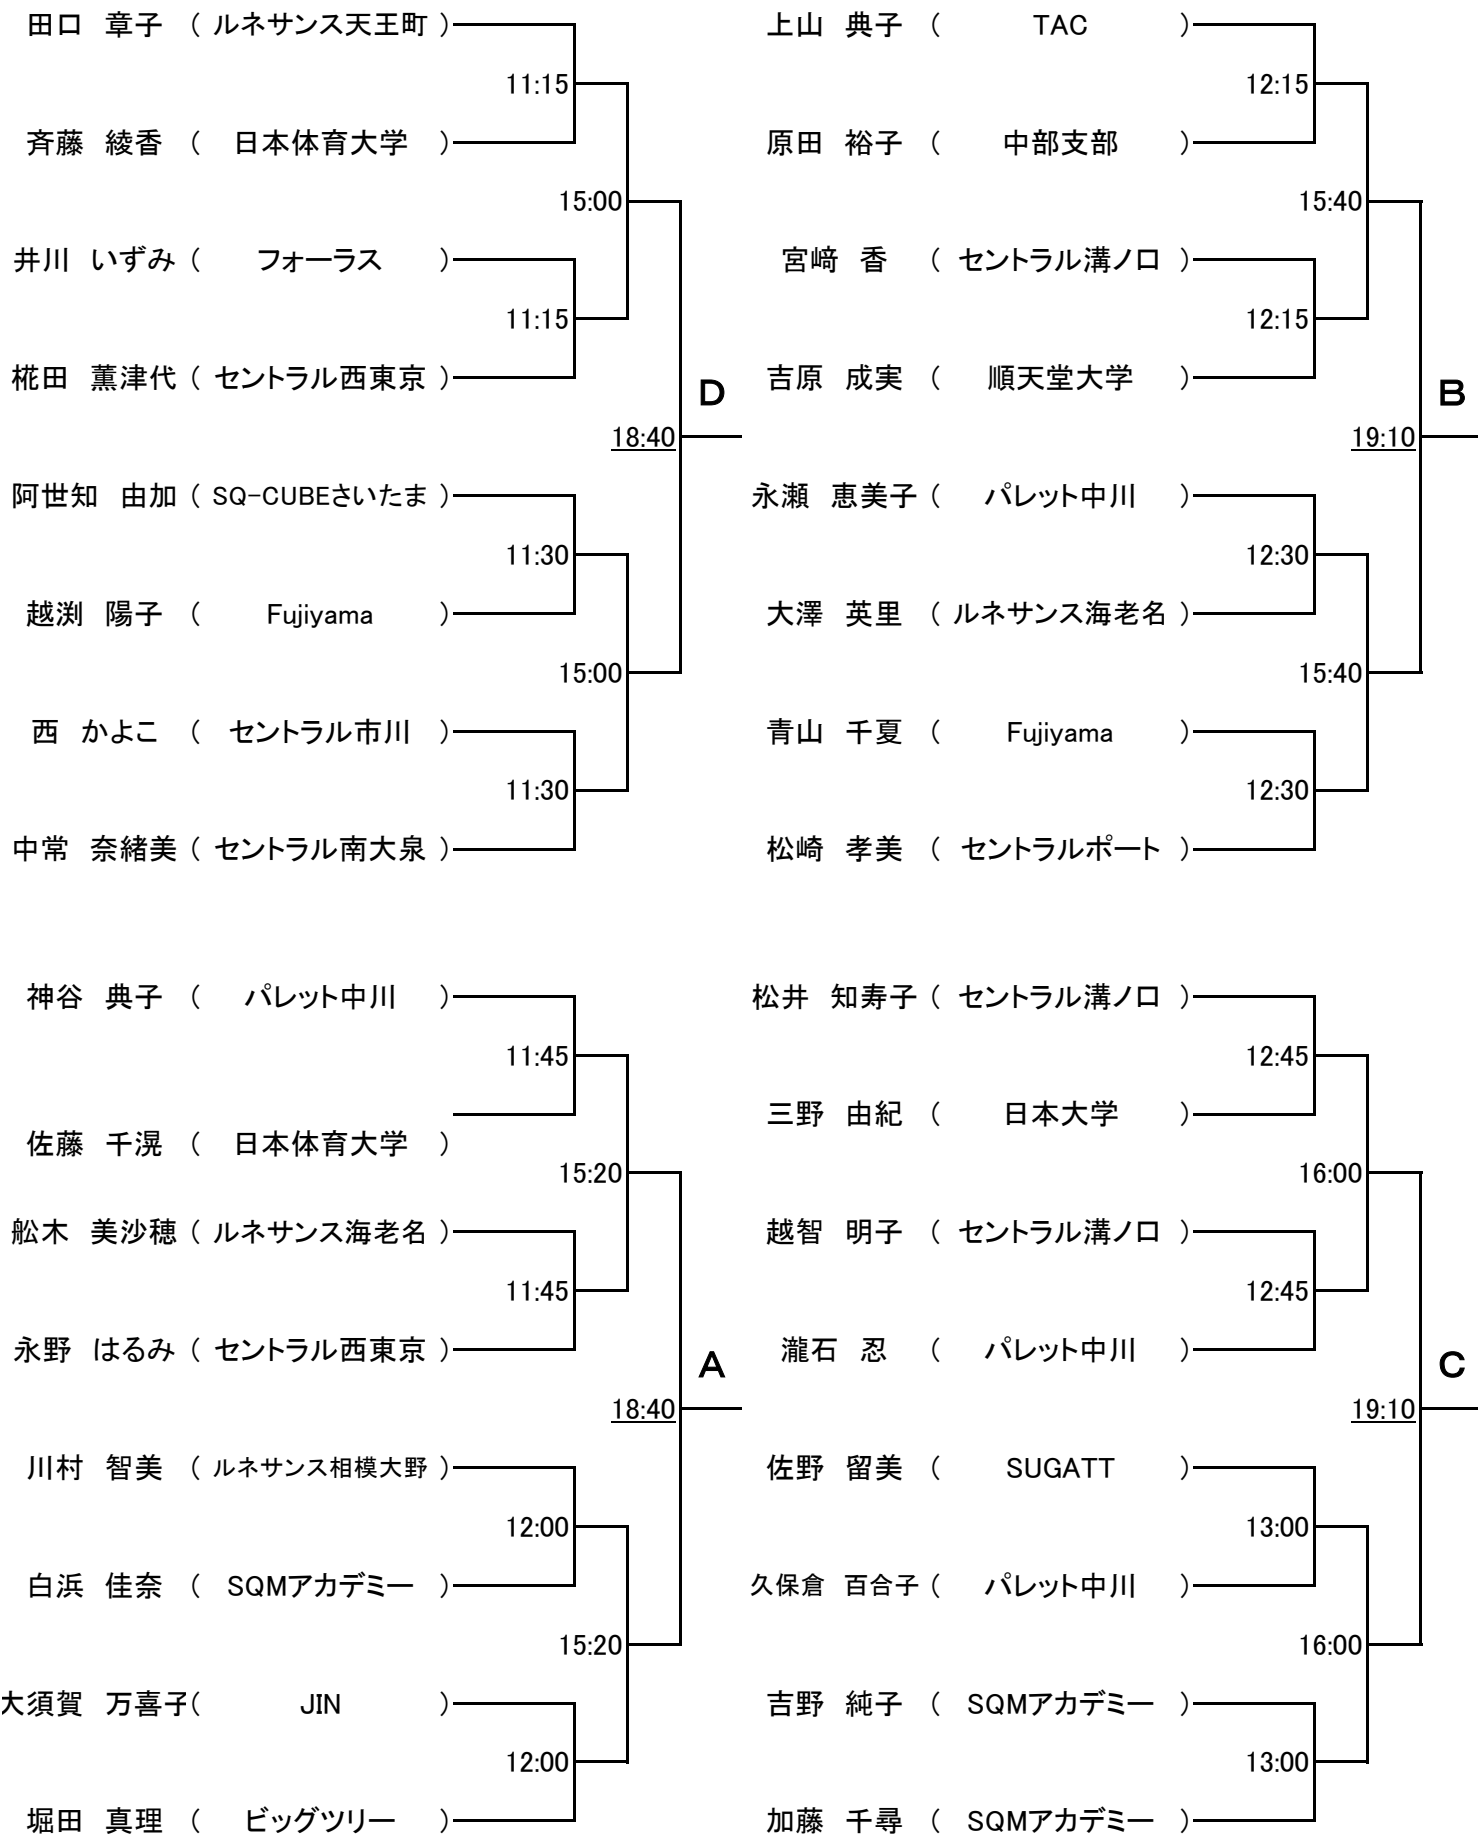 田口　章子　（　ルネサンス天王町　）
11:15
斉藤　綾香　（　日本体育大学　）
15:00
井川　いずみ　（　フォーラス　）
11:15
椛田　薫津代　（　セントラル西東京　）
D
18:40
阿世知　由加　（　SQ-CUBEさいたま　）
11:30
越渕　陽子　（　Fujiyama　）
15:00
西　かよこ　（　セントラル市川　）
11:30
中常　奈緒美　（　セントラル南大泉　）
上山　典子　（　TAC　）
12:15
原田　裕子　（　中部支部　）
15:40
宮﨑　香　（　セントラル溝ノ口　）
12:15
吉原　成実　（　順天堂大学　）
B
19:10
永瀬　恵美子　（　パレット中川　）
12:30
大澤　英里　（　ルネサンス海老名　）
15:40
青山　千夏　（　Fujiyama　）
12:30
松崎　孝美　（　セントラルポート　）
神谷　典子　（　パレット中川　）
11:45
佐藤　千滉　（　日本体育大学　）
15:20
舩木　美沙穂　（　ルネサンス海老名　）
11:45
永野　はるみ　（　セントラル西東京　）
A
18:40
川村　智美　（　ルネサンス相模大野　）
12:00
白浜　佳奈　（　SQMアカデミー　）
15:20
大須賀　万喜子（　JIN　）
12:00
堀田　真理　（　ビッグツリー　）
松井　知寿子　（　セントラル溝ノ口　）
12:45
三野　由紀　（　日本大学　）
16:00
越智　明子　（　セントラル溝ノ口　）
12:45
瀧石　忍　（　パレット中川　）
C
19:10
佐野　留美　（　SUGATT　）
13:00
久保倉　百合子　（　パレット中川　）
16:00
吉野　純子　（　SQMアカデミー　）
13:00
加藤　千尋　（　SQMアカデミー　）